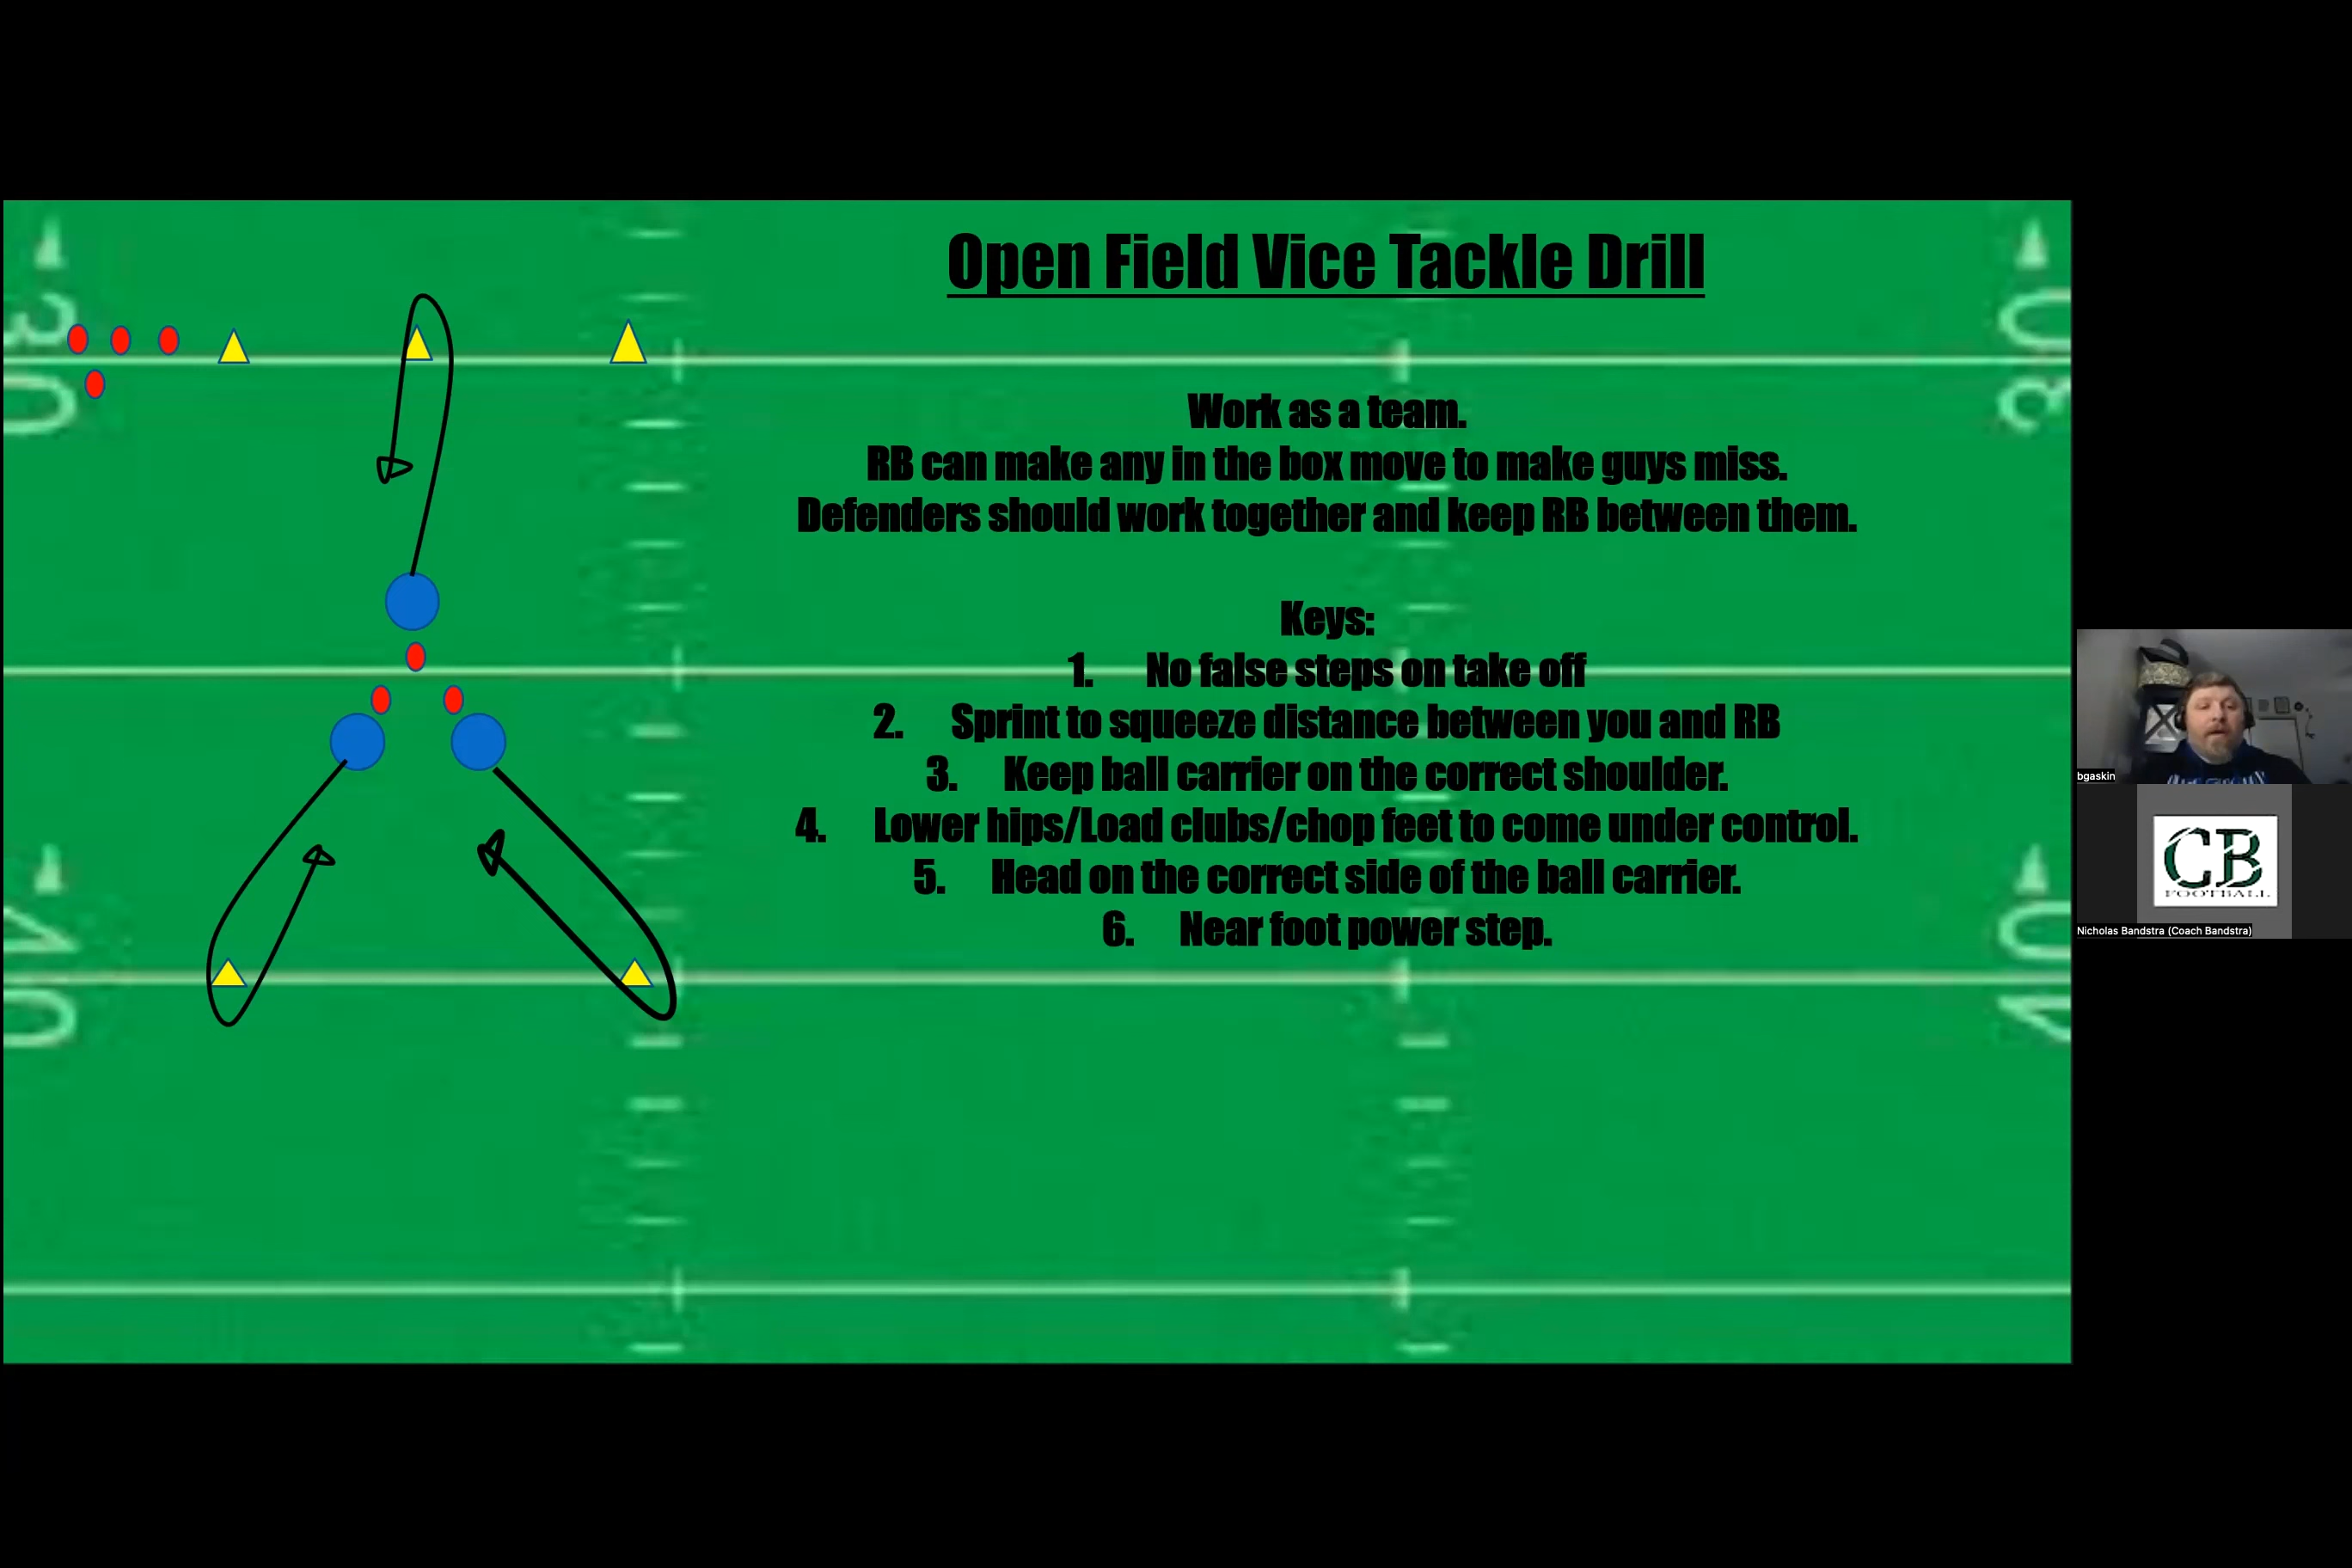 Open Field Vice Tackle Drill
Work as a team.
RB can make any in the box move to make guys miss.
Defenders should work together and keep RB between them.
Keys:
1. No false steps on take off
2. Sprint to squeeze distance between you and RB
3. Keep ball carrier on the correct shoulder.
4. Lower hips/Load clubs/chop feet to come under control.
5. Head on the correct side of the ball carrier.
6. Near foot power step.
30
30
40
40
bgaskin
CB
FOOTBALL
Nicholas Bandstra (Coach Bandstra)